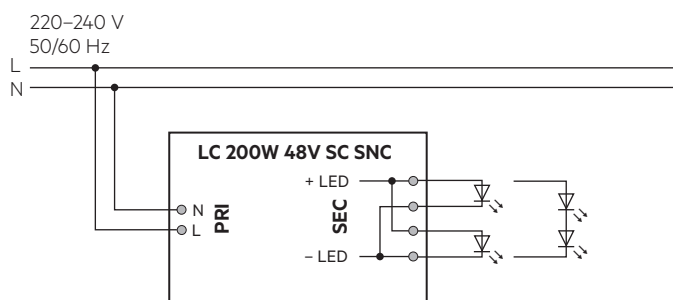 220–240 V
50/60 Hz
L
N
LC 200W 48V SC SNC
+ LED
N
L
PRI
SEC
– LED